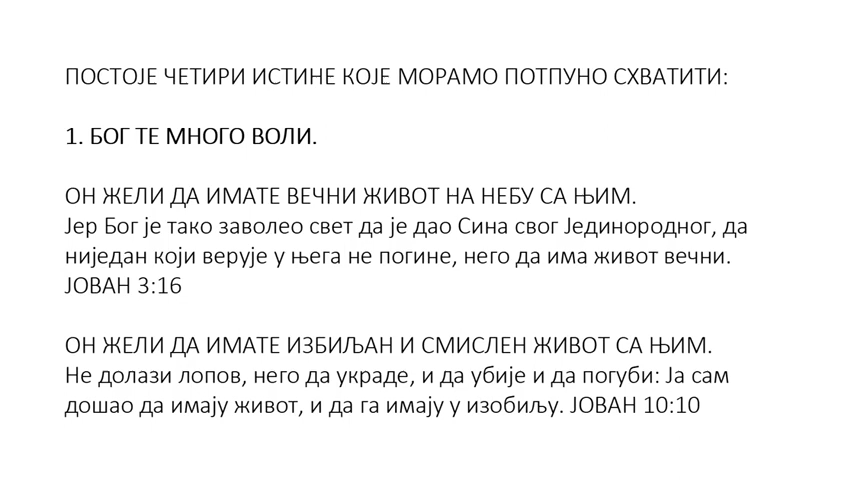 ПОСТОЈЕ ЧЕТИРИ ИСТИНЕ КОЈЕ МОРАМО ПОТПУНО СХВАТИТИ:
1. БОГ ТЕ МНОГО ВОЛИ.
ОН ЖЕЛИ ДА ИМАТЕ ВЕЧНИ ЖИВОТ НА НЕБУ СА ЊИМ.
Јер Бог је тако заволео свет да је дао Сина свог Јединородног, да
ниједан који верује у њега не погине, него да има живот вечни.
ЈОВАН 3:16
ОН ЖЕЛИ ДА ИМАТЕ ИЗБИЉАН И СМИСЛЕН ЖИВОТ СА ЊИМ.
Не долази лопов, него да украде, и да убије и да погуби: Ја сам
дошао да имају живот, и да га имају у изобиљу. ЈОВАН 10:10